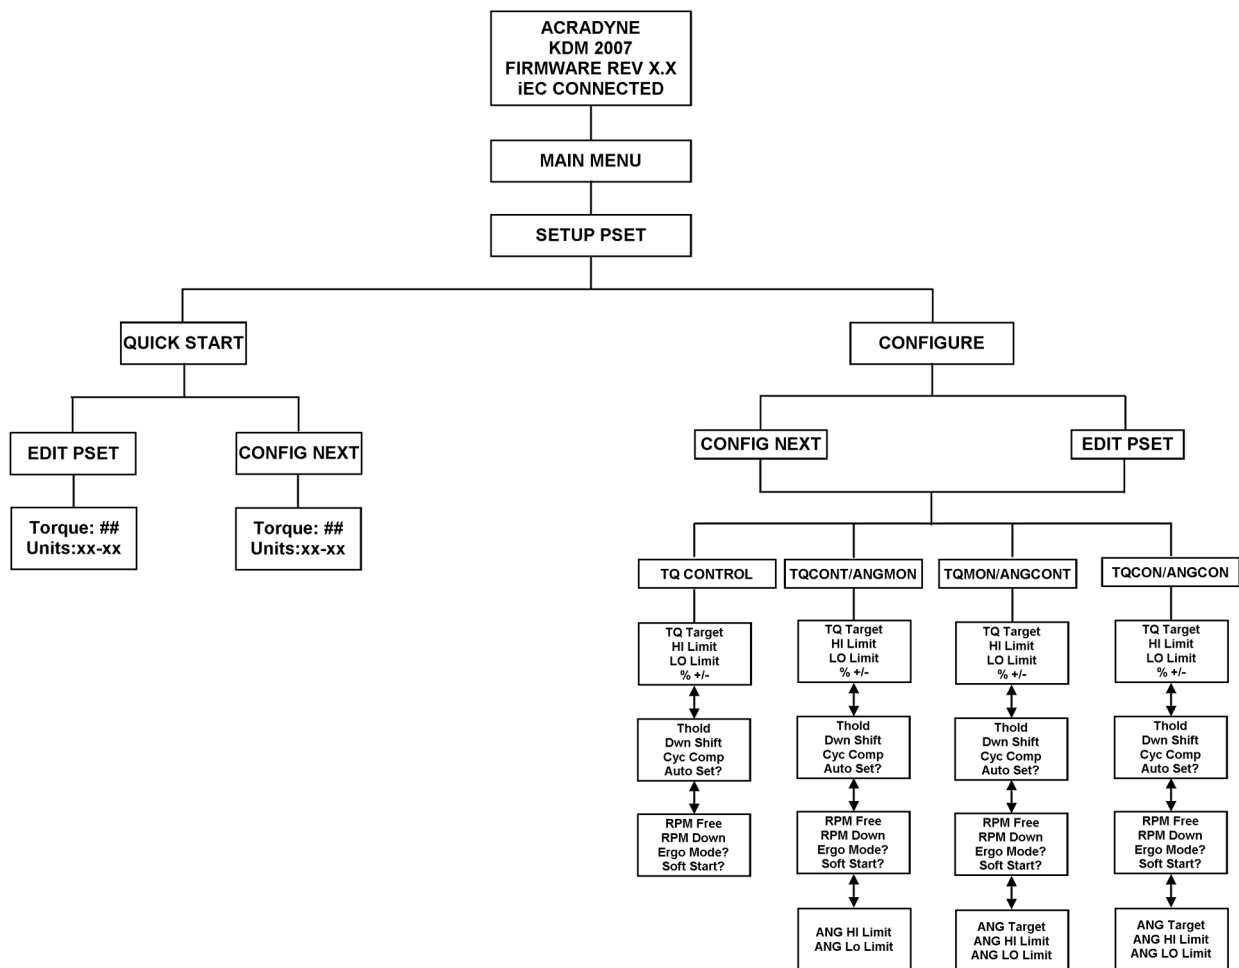 ACRADYNE
KDM 2007
FIRMWARE REV X.X
iEC CONNECTED
MAIN MENU
SETUP PSET
QUICK START
CONFIGURE
EDIT PSET
CONFIG NEXT
CONFIG NEXT
EDIT PSET
Torque: ##
Units:xx-xx
Torque: ##
Units:xx-xx
TQ CONTROL
TQCONT/ANGMON
TQMON/ANGCONT
TQCON/ANGCON
TQ Target
HI Limit
LO Limit
% +/-
TQ Target
HI Limit
LO Limit
% +/-
TQ Target
HI Limit
LO Limit
% +/-
TQ Target
HI Limit
LO Limit
% +/-
Thold
Dwn Shift
Cyc Comp
Auto Set?
Thold
Dwn Shift
Cyc Comp
Auto Set?
Thold
Dwn Shift
Cyc Comp
Auto Set?
Thold
Dwn Shift
Cyc Comp
Auto Set?
RPM Free
RPM Down
Ergo Mode?
Soft Start?
RPM Free
RPM Down
Ergo Mode?
Soft Start?
RPM Free
RPM Down
Ergo Mode?
Soft Start?
RPM Free
RPM Down
Ergo Mode?
Soft Start?
ANG HI Limit
ANG Lo Limit
ANG Target
ANG HI Limit
ANG LO Limit
ANG Target
ANG HI Limit
ANG LO Limit